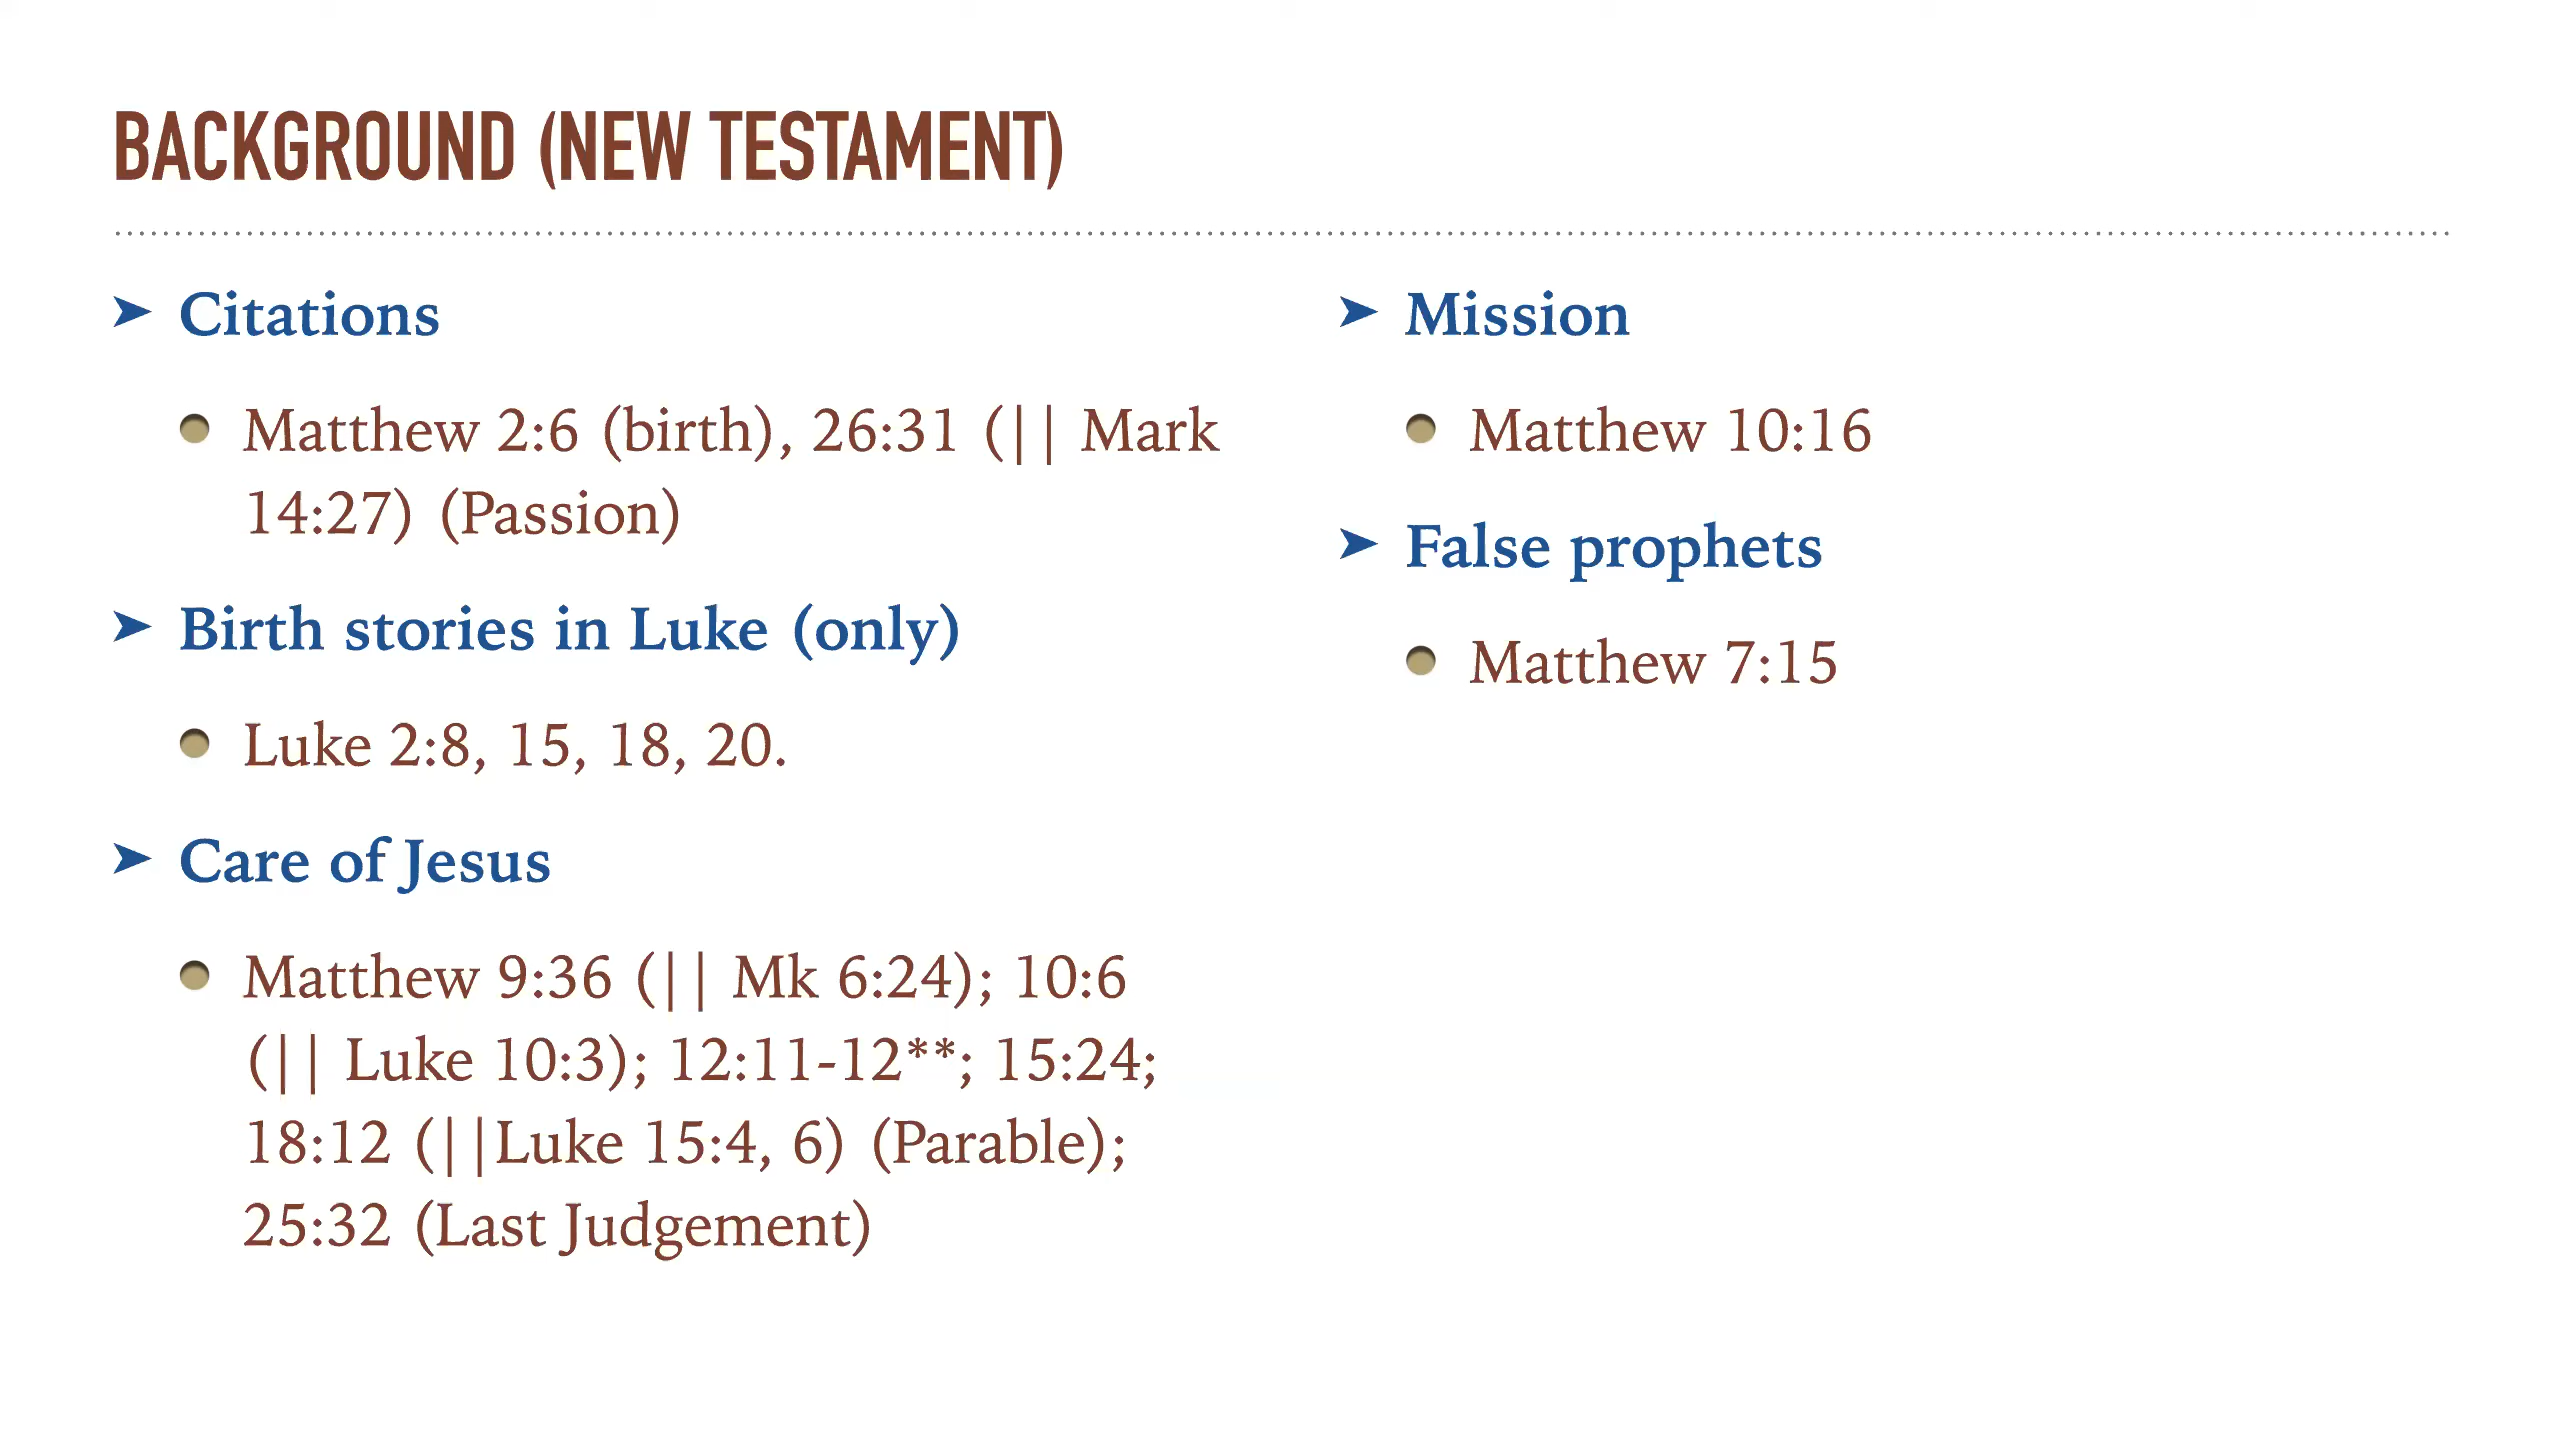 BACKGROUND (NEW TESTAMENT)
➤ Citations
• Matthew 2:6 (birth), 26:31 (|| Mark
14:27) (Passion)
➤ Birth stories in Luke (only)
• Luke 2:8, 15, 18, 20.
➤ Care of Jesus
• Matthew 9:36 (|| Mk 6:24); 10:6
(|| Luke 10:3); 12:11-12**; 15:24;
18:12 (||Luke 15:4, 6) (Parable);
25:32 (Last Judgement)
➤ Mission
• Matthew 10:16
➤ False prophets
• Matthew 7:15